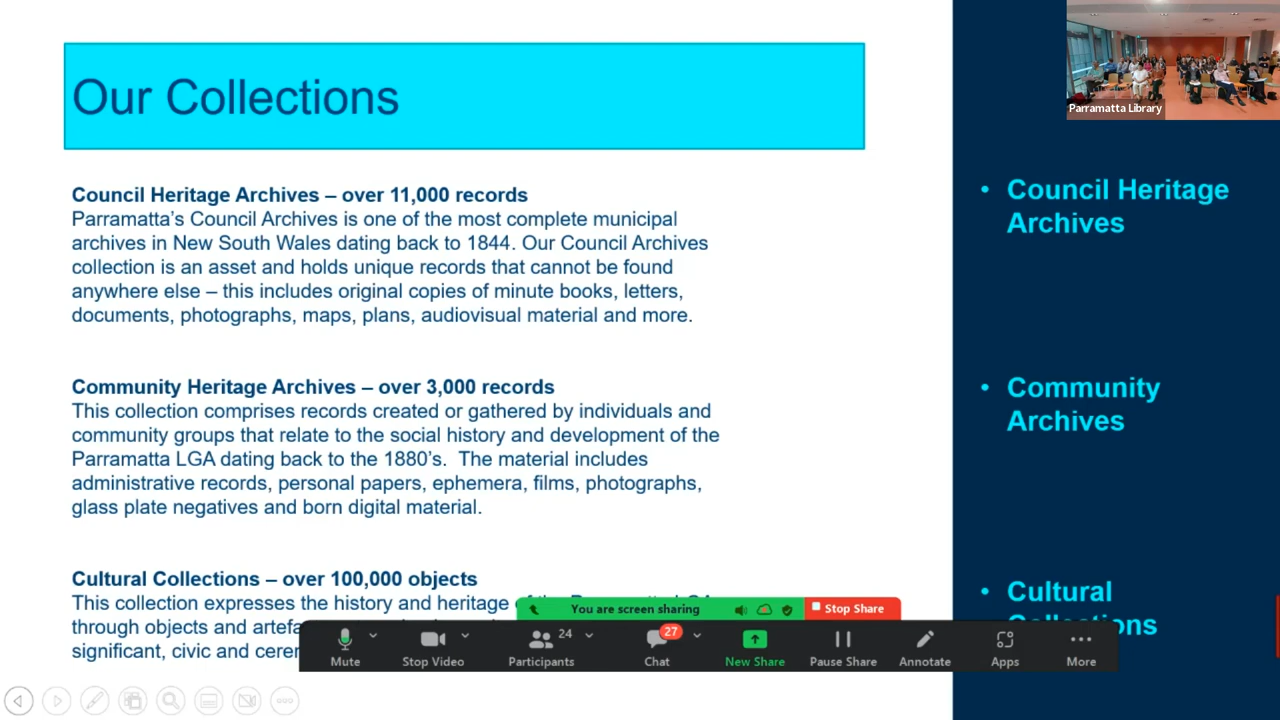 Our Collections
Council Heritage Archives – over 11,000 records
Parramatta’s Council Archives is one of the most complete municipal
archives in New South Wales dating back to 1844. Our Council Archives
collection is an asset and holds unique records that cannot be found
anywhere else – this includes original copies of minute books, letters,
documents, photographs, maps, plans, audiovisual material and more.
Community Heritage Archives – over 3,000 records
This collection comprises records created or gathered by individuals and
community groups that relate to the social history and development of the
Parramatta LGA dating back to the 1880’s.  The material includes
administrative records, personal papers, ephemera, films, photographs,
glass plate negatives and born digital material.
Cultural Collections – over 100,000 objects
This collection expresses the history and heritage
through objects and
significant, civic and
Parramatta Library
• Council Heritage
Archives
• Community
Archives
• Cultural
Collections
You are screen sharing
Stop Share
24
27
Mute
Stop Video
Participants
Chat
New Share
Pause Share
Annotate
Apps
More